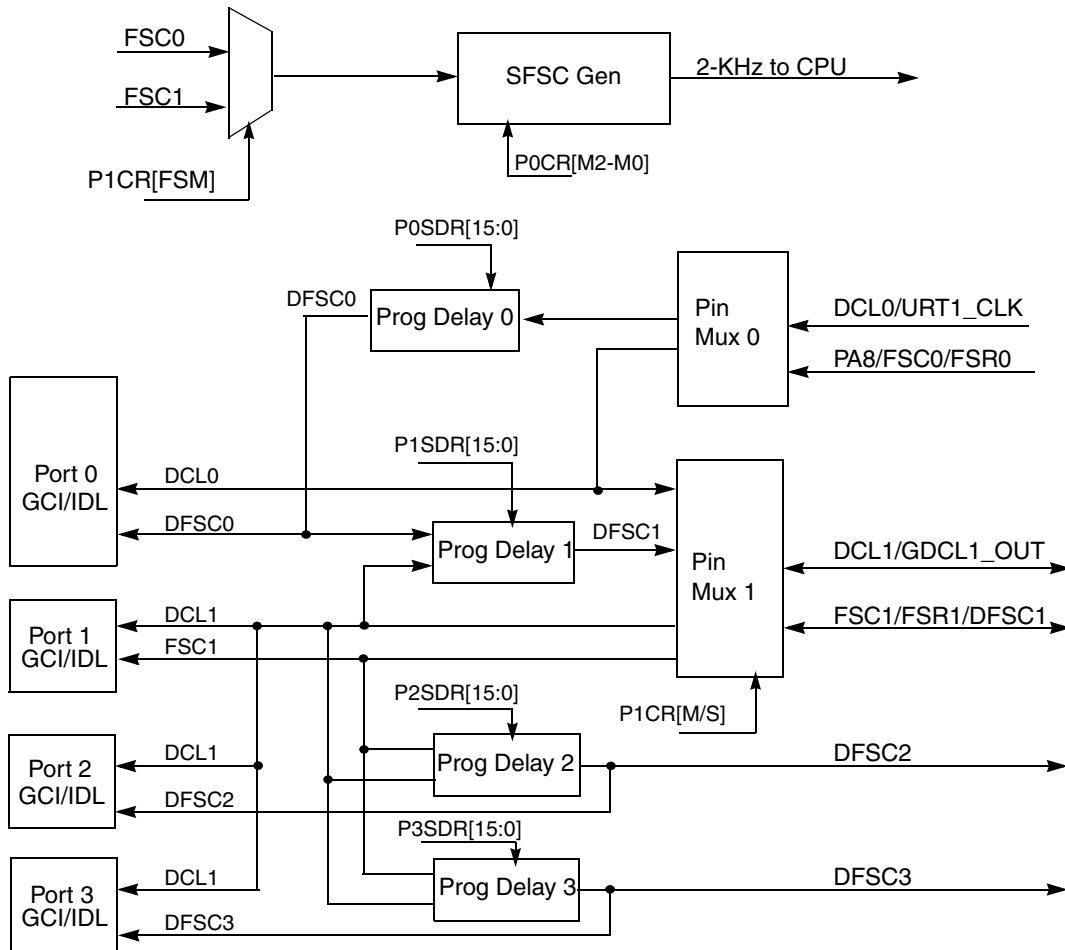 FSC0
FSC1
SFSC Gen
2-KHz to CPU
P1CR[FSM]
P0CR[M2-M0]
P0SDR[15:0]
DFSC0
Prog Delay 0
Pin
Mux 0
DCL0/URT1_CLK
PA8/FSC0/FSR0
Port 0
GCI/IDL
DCL0
DFSC0
P1SDR[15:0]
Prog Delay 1
DFSC1
Pin
Mux 1
DCL1/GDCL1_OUT
FSC1/FSR1/DFSC1
Port 1
GCI/IDL
DCL1
FSC1
P1CR[M/S]
P2SDR[15:0]
Prog Delay 2
DFSC2
Port 2
GCI/IDL
DCL1
DFSC2
P3SDR[15:0]
Prog Delay 3
DFSC3
Port 3
GCI/IDL
DCL1
DFSC3